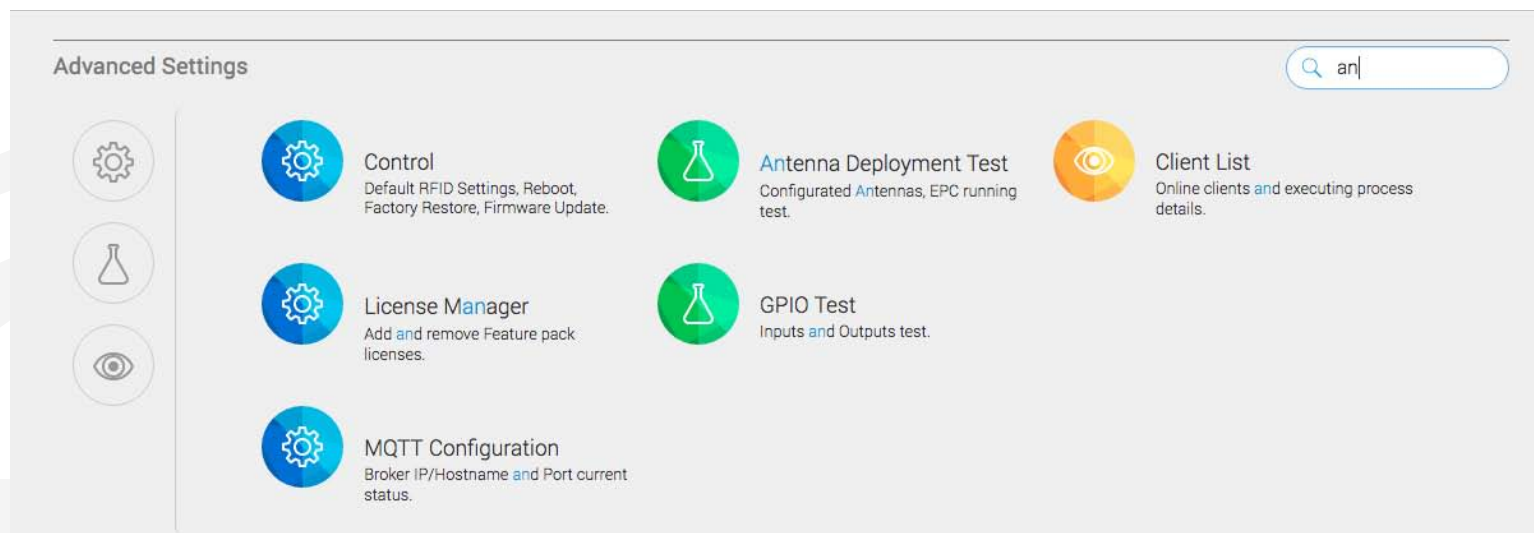 Advanced Settings
an
Control
Default RFID Settings, Reboot,
Factory Restore, Firmware Update.
Antenna Deployment Test
Configurated Antennas, EPC running
test.
Client List
Online clients and executing process
details.
License Manager
Add and remove Feature pack
licenses.
GPIO Test
Inputs and Outputs test.
MQTT Configuration
Broker IP/Hostname and Port current
status.